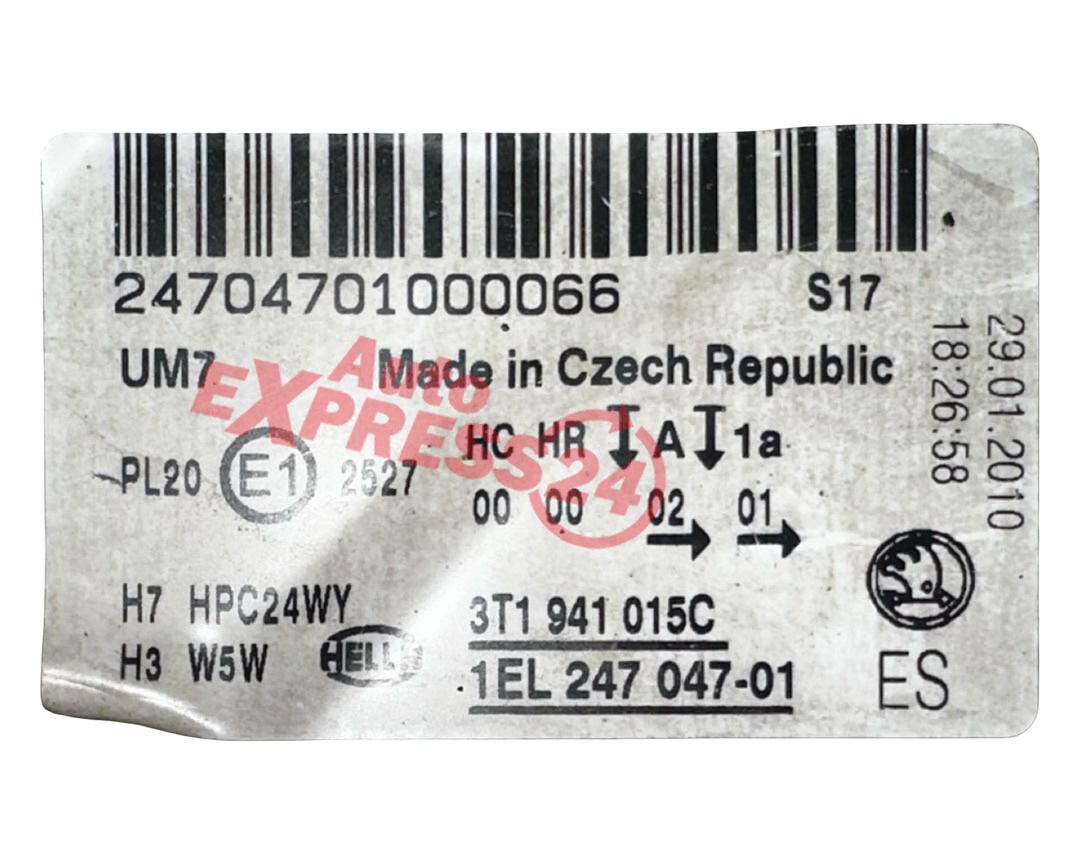 24704701000066 S17
UM7 Made in Czech Republic
HC HR A 1a
PL20 E1 2527
00 00 02 01
H7 HPC24WY
3T1 941 015C
H3 W5W HELLA
1EL 247 047-01
ES
29.01.2010
18:26:58
Auto
EXPRESS24